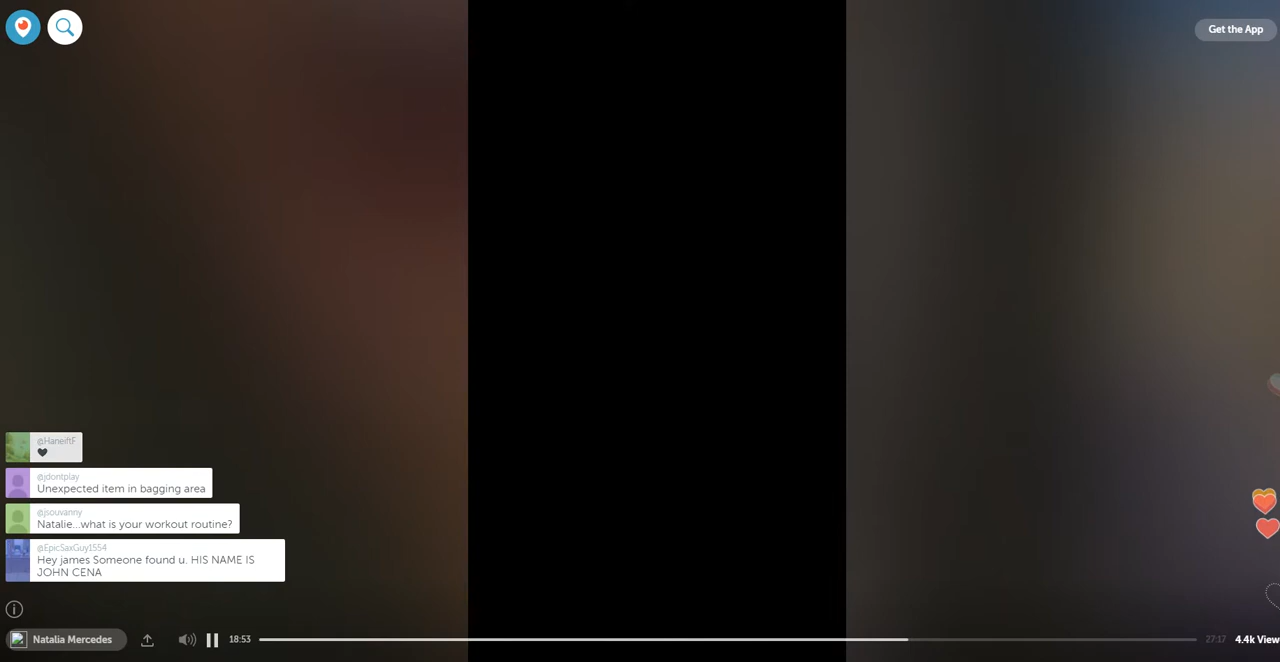 Get the App
@HaneiftF
@jdontplay
Unexpected item in bagging area
@jsouvanny
Natalie...what is your workout routine?
@EpicSaxGuy1554
Hey james Someone found u. HIS NAME IS
JOHN CENA
Natalia Mercedes
18:53
27:17
4.4k View